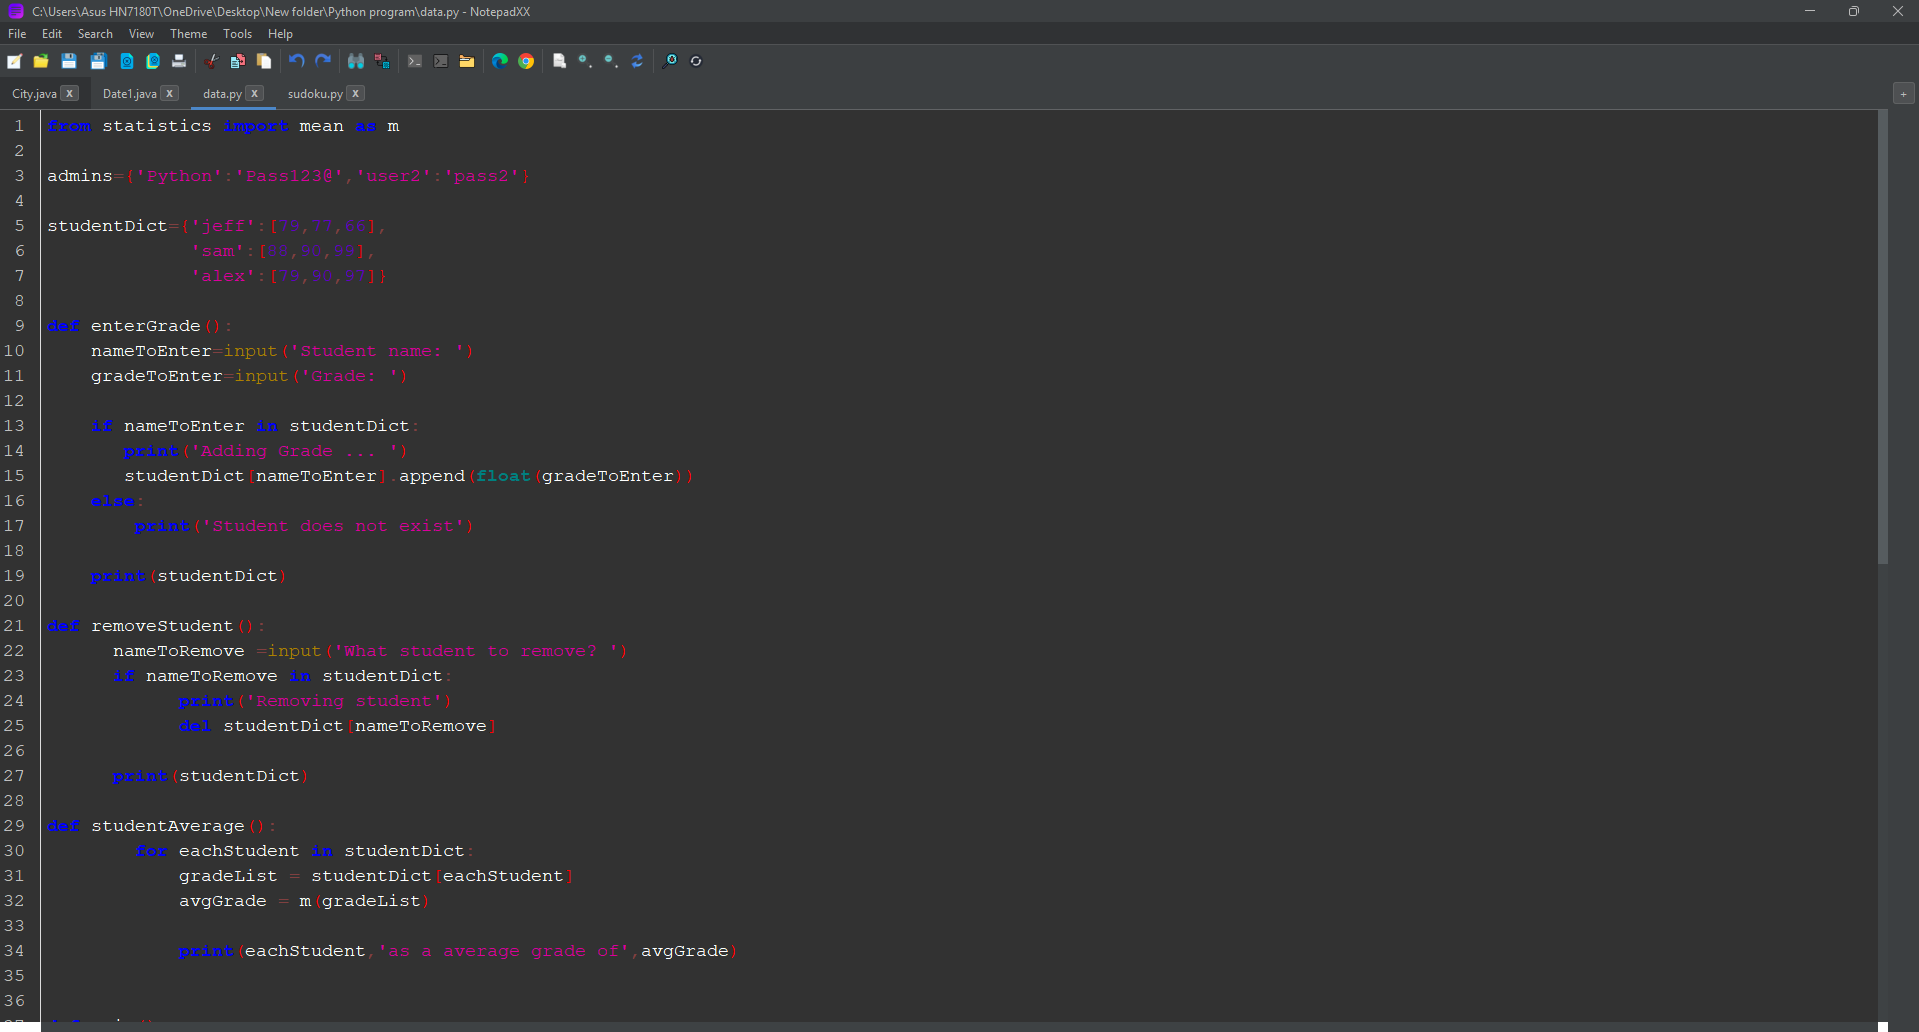 C:\Users\Asus HN7180T\OneDrive\Desktop\New folder\Python program\data.py - NotepadXX
File Edit Search View Theme Tools Help
City.java x Date1.java x data.py x sudoku.py x +
1 from statistics import mean as m
2
3 admins={'Python':'Pass123@','user2':'pass2'}
4
5 studentDict={'jeff':[78,77,66],
6 'sam':[88,90,99],
7 'alex':[79,90,97]}
8
9 def enterGrade():
10 nameToEnter=input('Student name: ')
11 gradeToEnter=input('Grade: ')
12
13 if nameToEnter in studentDict:
14 print('Adding Grade ... ')
15 studentDict[nameToEnter].append(float(gradeToEnter))
16 else:
17 print('Student does not exist')
18
19 print(studentDict)
20
21 def removeStudent():
22 nameToRemove =input('What student to remove? ')
23 if nameToRemove in studentDict:
24 print('Removing student')
25 del studentDict[nameToRemove]
26
27 print(studentDict)
28
29 def studentAverage():
30 for eachStudent in studentDict:
31 gradeList = studentDict[eachStudent]
32 avgGrade = m(gradeList)
33
34 print(eachStudent,'as a average grade of',avgGrade)
35
36